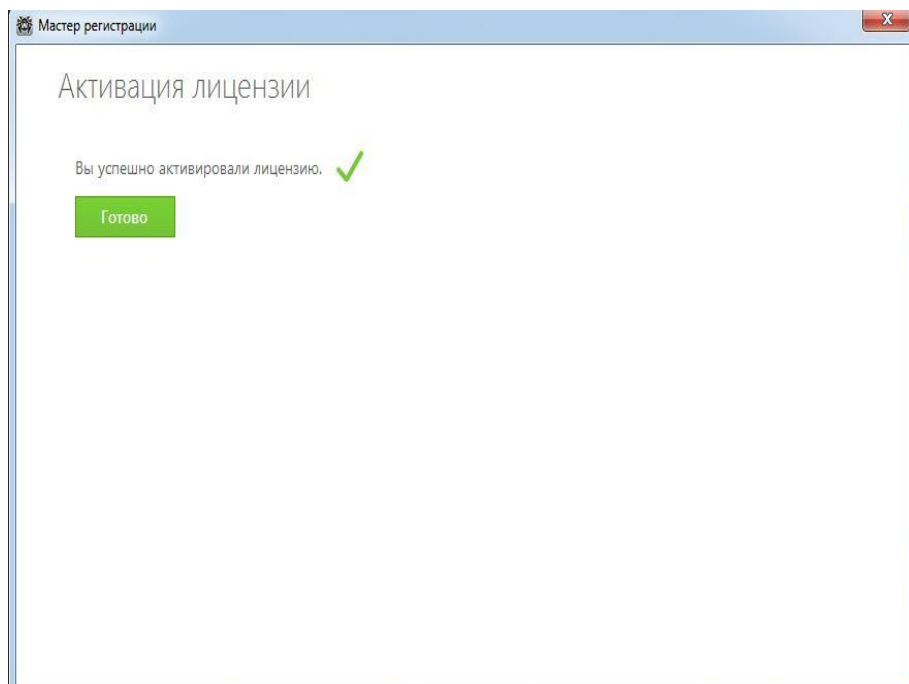 Мастер регистрации
Активация лицензии
Вы успешно активировали лицензию.
Готово